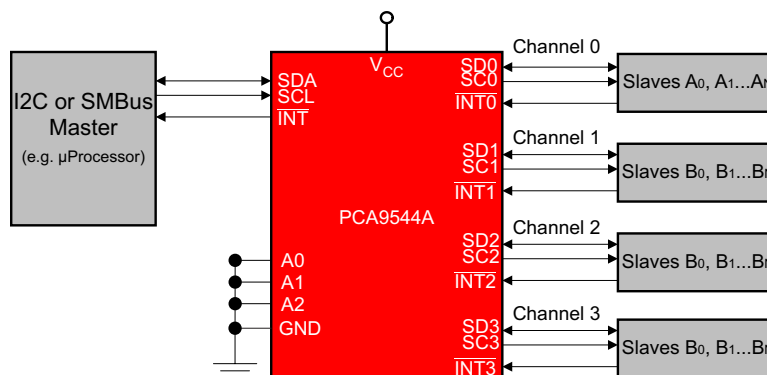 I2C or SMBus
Master
(e.g. µProcessor)
VCC
SDA
SCL
INT
PCA9544A
A0
A1
A2
GND
Channel 0
SD0
SC0
INT0
Slaves A0, A1...A
Channel 1
SD1
SC1
INT1
Slaves B0, B1...B
Channel 2
SD2
SC2
INT2
Slaves B0, B1...B
Channel 3
SD3
SC3
INT3
Slaves B0, B1...B